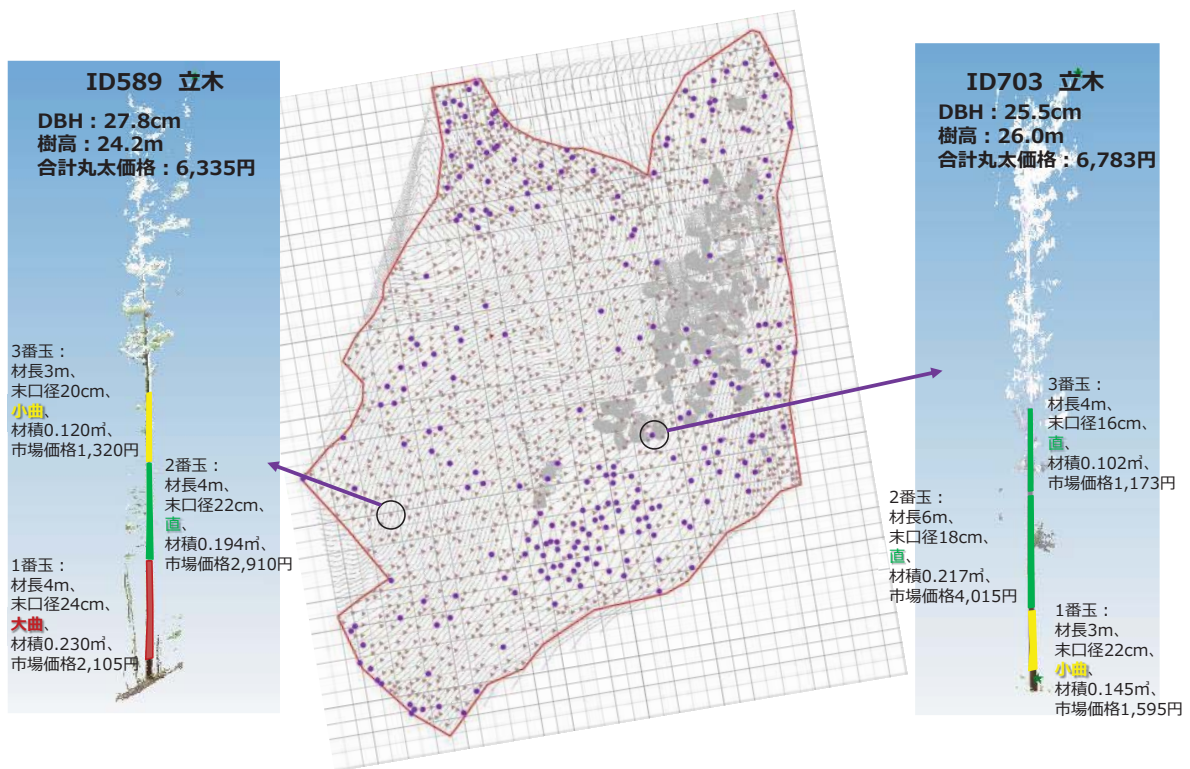 ID589 立木
DBH：27.8cm
樹高：24.2m
合計丸太価格：6,335円
3番玉：
材長3m、
末口径20cm、
小曲、
材積0.120㎥、
市場価格1,320円
2番玉：
材長4m、
末口径22cm、
直、
材積0.194㎥、
市場価格2,910円
1番玉：
材長4m、
末口径24cm、
大曲、
材積0.230㎥、
市場価格2,105円
ID703 立木
DBH：25.5cm
樹高：26.0m
合計丸太価格：6,783円
3番玉：
材長4m、
末口径16cm、
直、
材積0.102㎥、
市場価格1,173円
2番玉：
材長6m、
末口径18cm、
直、
材積0.217㎥、
市場価格4,015円
1番玉：
材長3m、
末口径22cm、
小曲、
材積0.145㎥、
市場価格1,595円